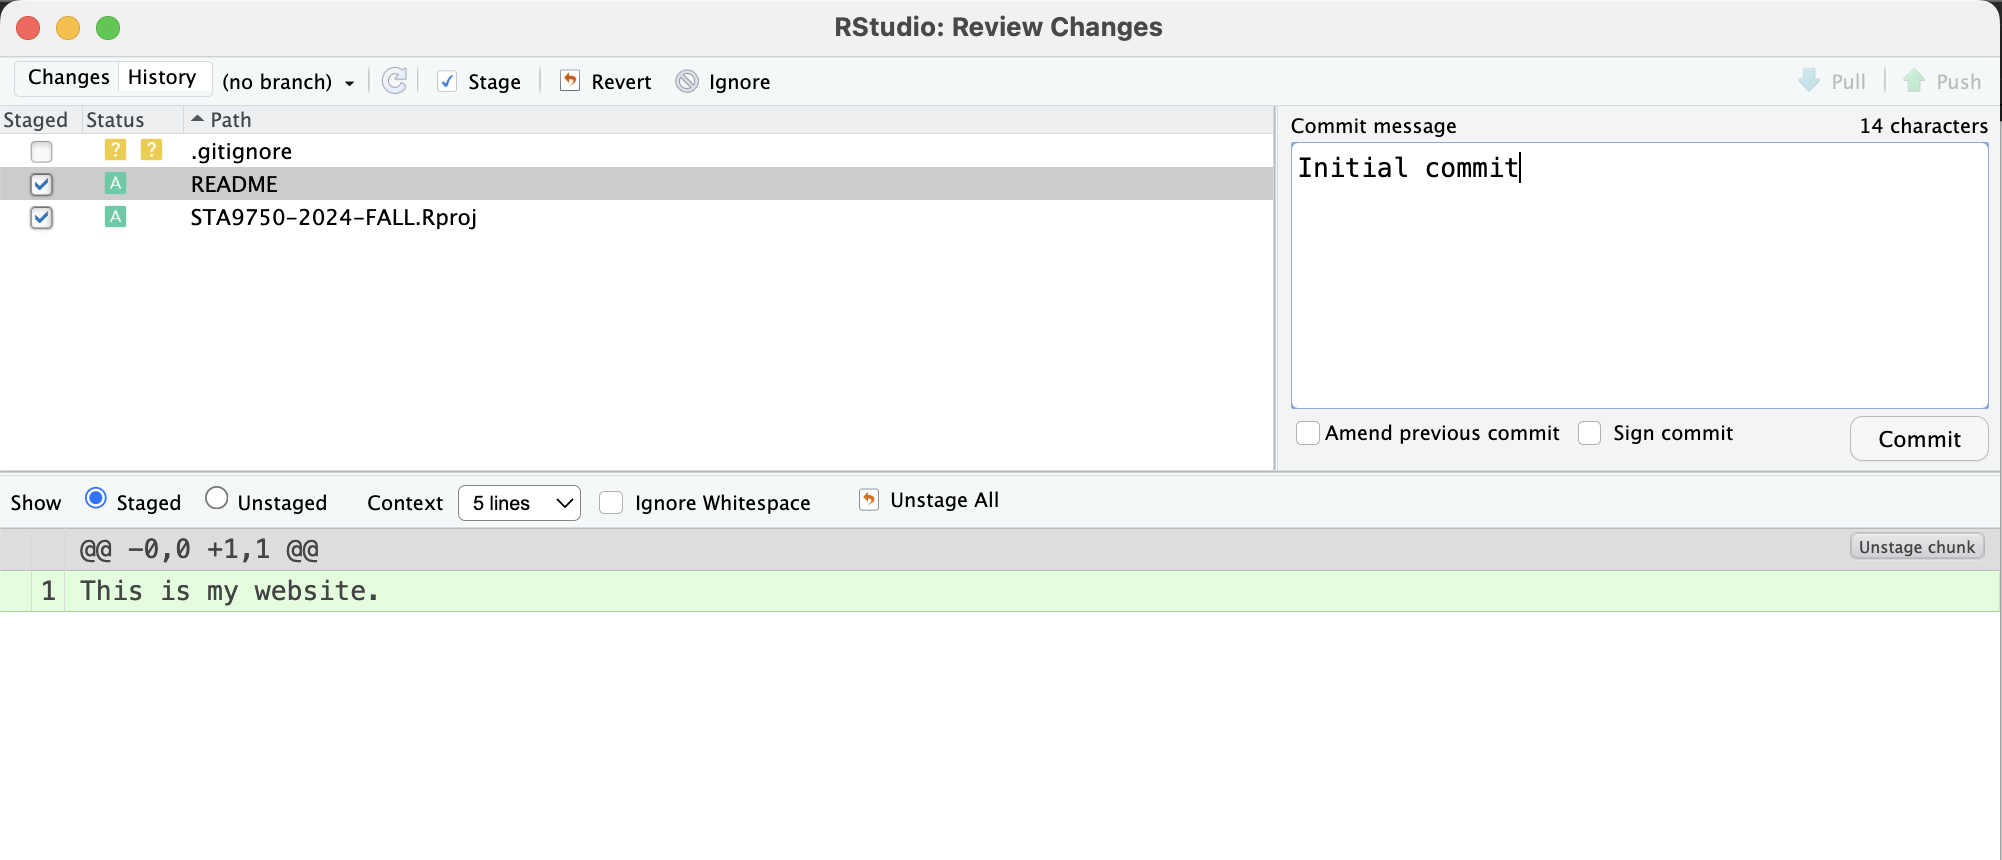 RStudio: Review Changes
Changes History (no branch) Stage Revert Ignore Pull Push
Staged Status Path
? ? .gitignore
A README
A STA9750-2024-FALL.Rproj
Commit message 14 characters
Initial commit
Amend previous commit Sign commit Commit
Show Staged Unstaged Context 5 lines Ignore Whitespace Unstage All
@@ -0,0 +1,1 @@ Unstage chunk
1 This is my website.